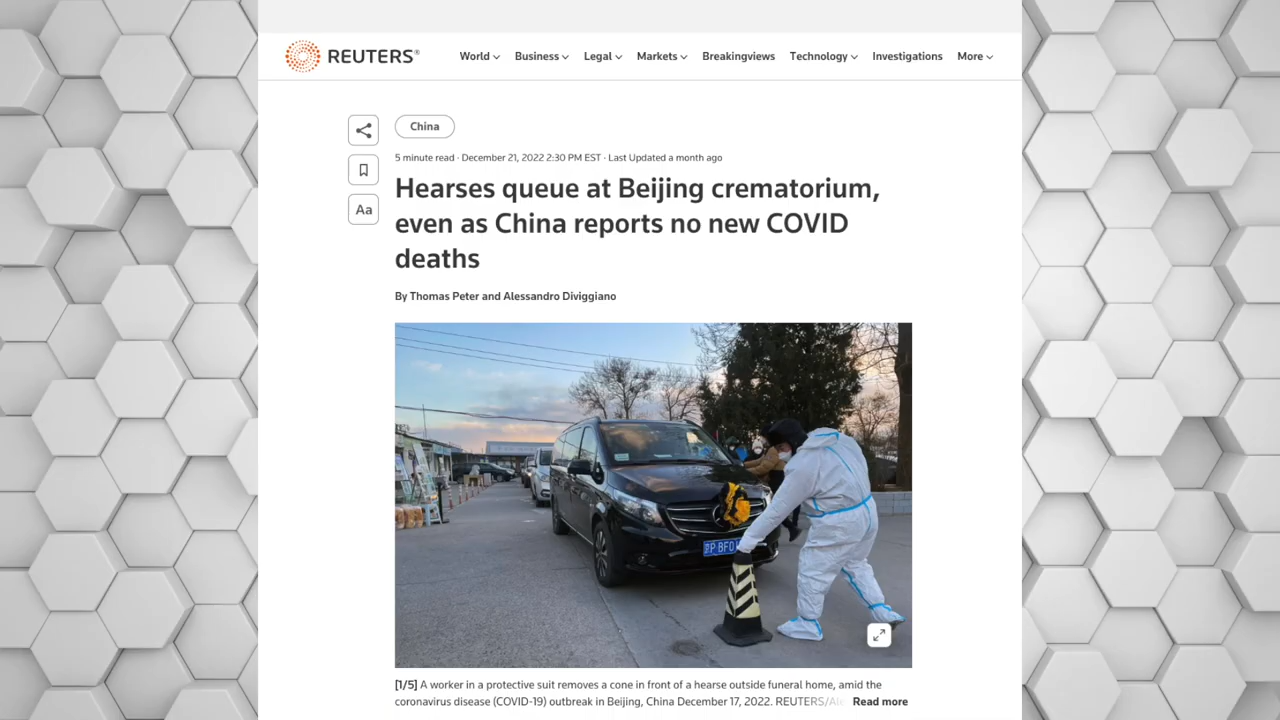 REUTERS®
World Business Legal Markets Breakingviews Technology Investigations More
China
5 minute read · December 21, 2022 2:30 PM EST · Last Updated a month ago
Aa
Hearses queue at Beijing crematorium,
even as China reports no new COVID
deaths
By Thomas Peter and Alessandro Diviggiano
[1/5] A worker in a protective suit removes a cone in front of a hearse outside funeral home, amid the
coronavirus disease (COVID-19) outbreak in Beijing, China December 17, 2022. REUTERS/Ale Read more